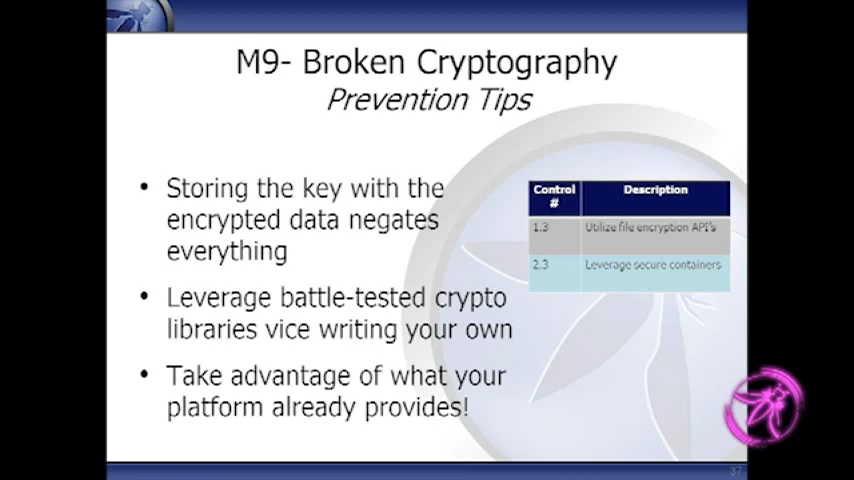 M9- Broken Cryptography
Prevention Tips
• Storing the key with the
encrypted data negates
everything
• Leverage battle-tested crypto
libraries vice writing your own
• Take advantage of what your
platform already provides!
Control
#
Description
1.3 Utilize file encryption API's
2.3 Leverage secure containers
37